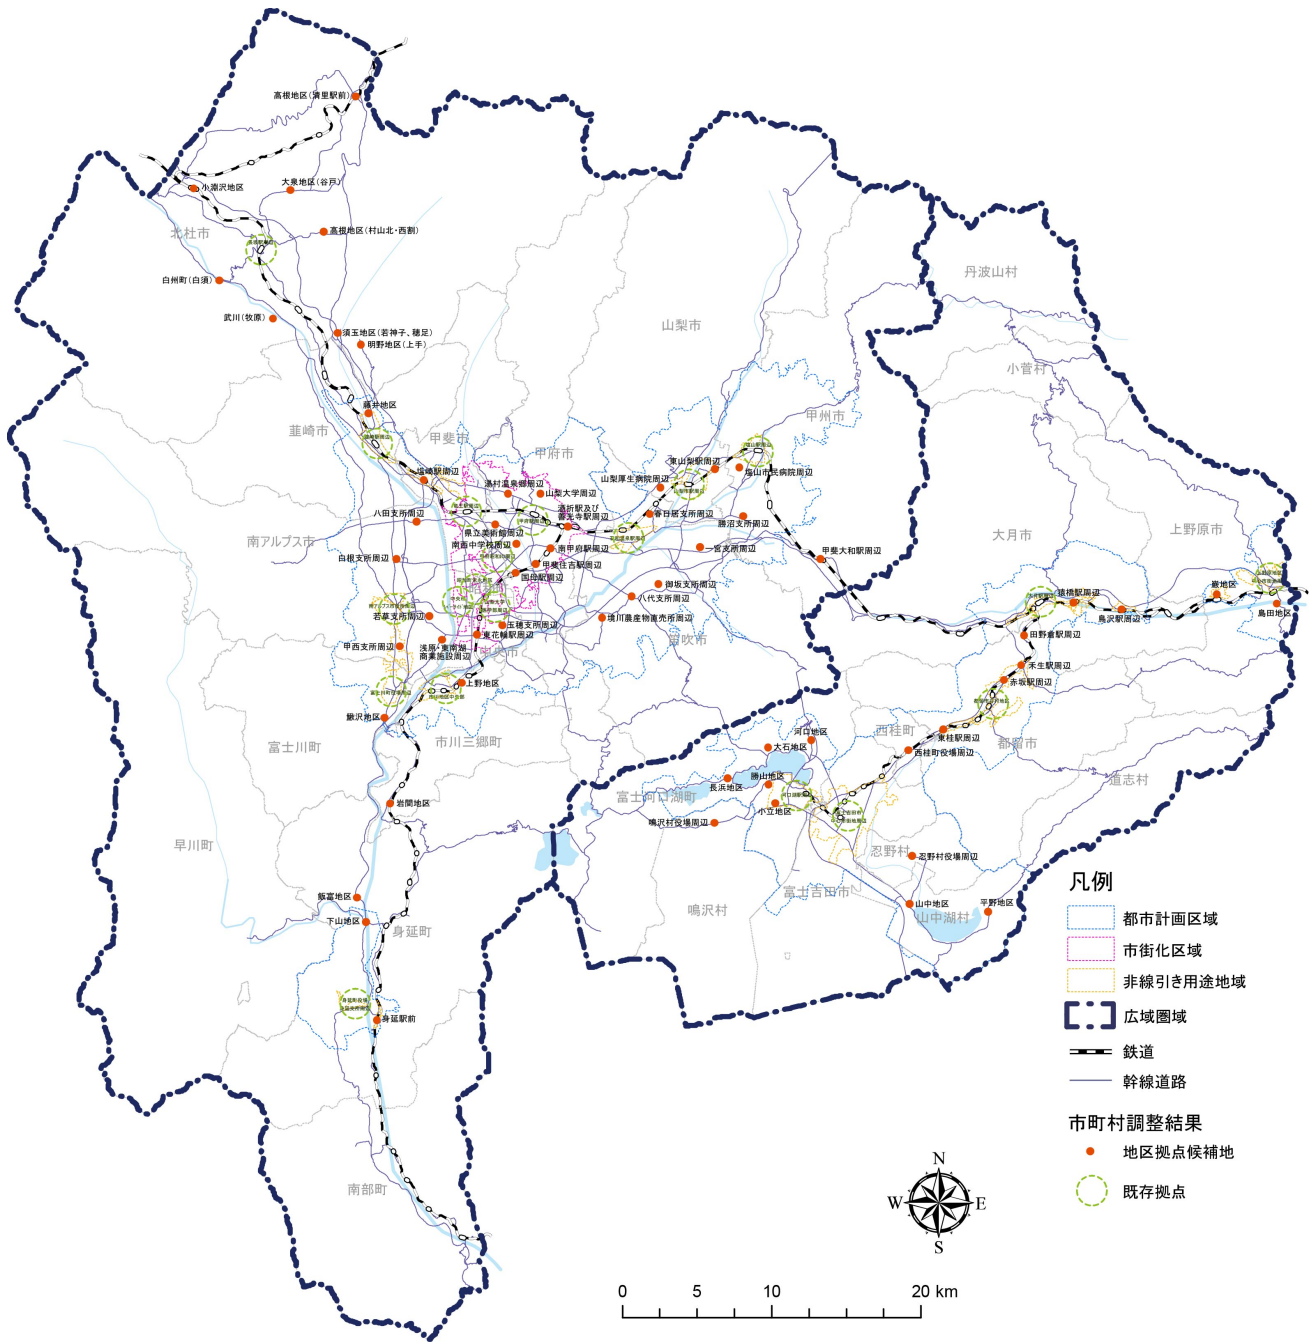 高根地区(清里駅前)
小淵沢地区
大泉地区(谷戸)
高根地区(村山北・西割)
北杜市
白州町(白須)
武川(牧原)
須玉地区(若神子、穂足)
明野地区(上手)
丹波山村
山梨市
小菅村
藤井地区
韮崎市
甲斐市
甲府市
甲州市
塩崎駅周辺
東山梨駅周辺
塩山市民病院周辺
山梨厚生病院周辺
湯村温泉郷周辺
山梨大学周辺
酒折駅及び
善光寺駅周辺
八田支所周辺
県立美術館周辺
春日居支所周辺
勝沼支所周辺
南アルプス市
南西中学校周辺
南甲府駅周辺
一宮支所周辺
甲斐大和駅周辺
大月市
上野原市
白根支所周辺
甲斐住吉駅周辺
国母駅周辺
御坂支所周辺
八代支所周辺
猿橋駅周辺
巌地区
島田地区
鳥沢駅周辺
若草支所周辺
玉穂支所周辺
境川農産物直売所周辺
笛吹市
東花輪駅周辺
田野倉駅周辺
甲西支所周辺
浅原・東南湖
商業施設周辺
中央市
禾生駅周辺
赤坂駅周辺
上野地区
鰍沢地区
市川三郷町
富士川町
河口地区
大石地区
西桂町
東桂駅周辺
西桂町役場周辺
都留市
道志村
長浜地区
勝山地区
富士河口湖町
小立地区
岩間地区
鳴沢村役場周辺
早川町
忍野村
忍野村役場周辺
富士吉田市
鳴沢村
飯富地区
下山地区
身延町
山中地区
平野地区
山中湖村
身延駅前
南部町
凡例
都市計画区域
市街化区域
非線引き用途地域
広域圏域
鉄道
幹線道路
市町村調整結果
地区拠点候補地
既存拠点
N
W
E
S
0
5
10
20 km